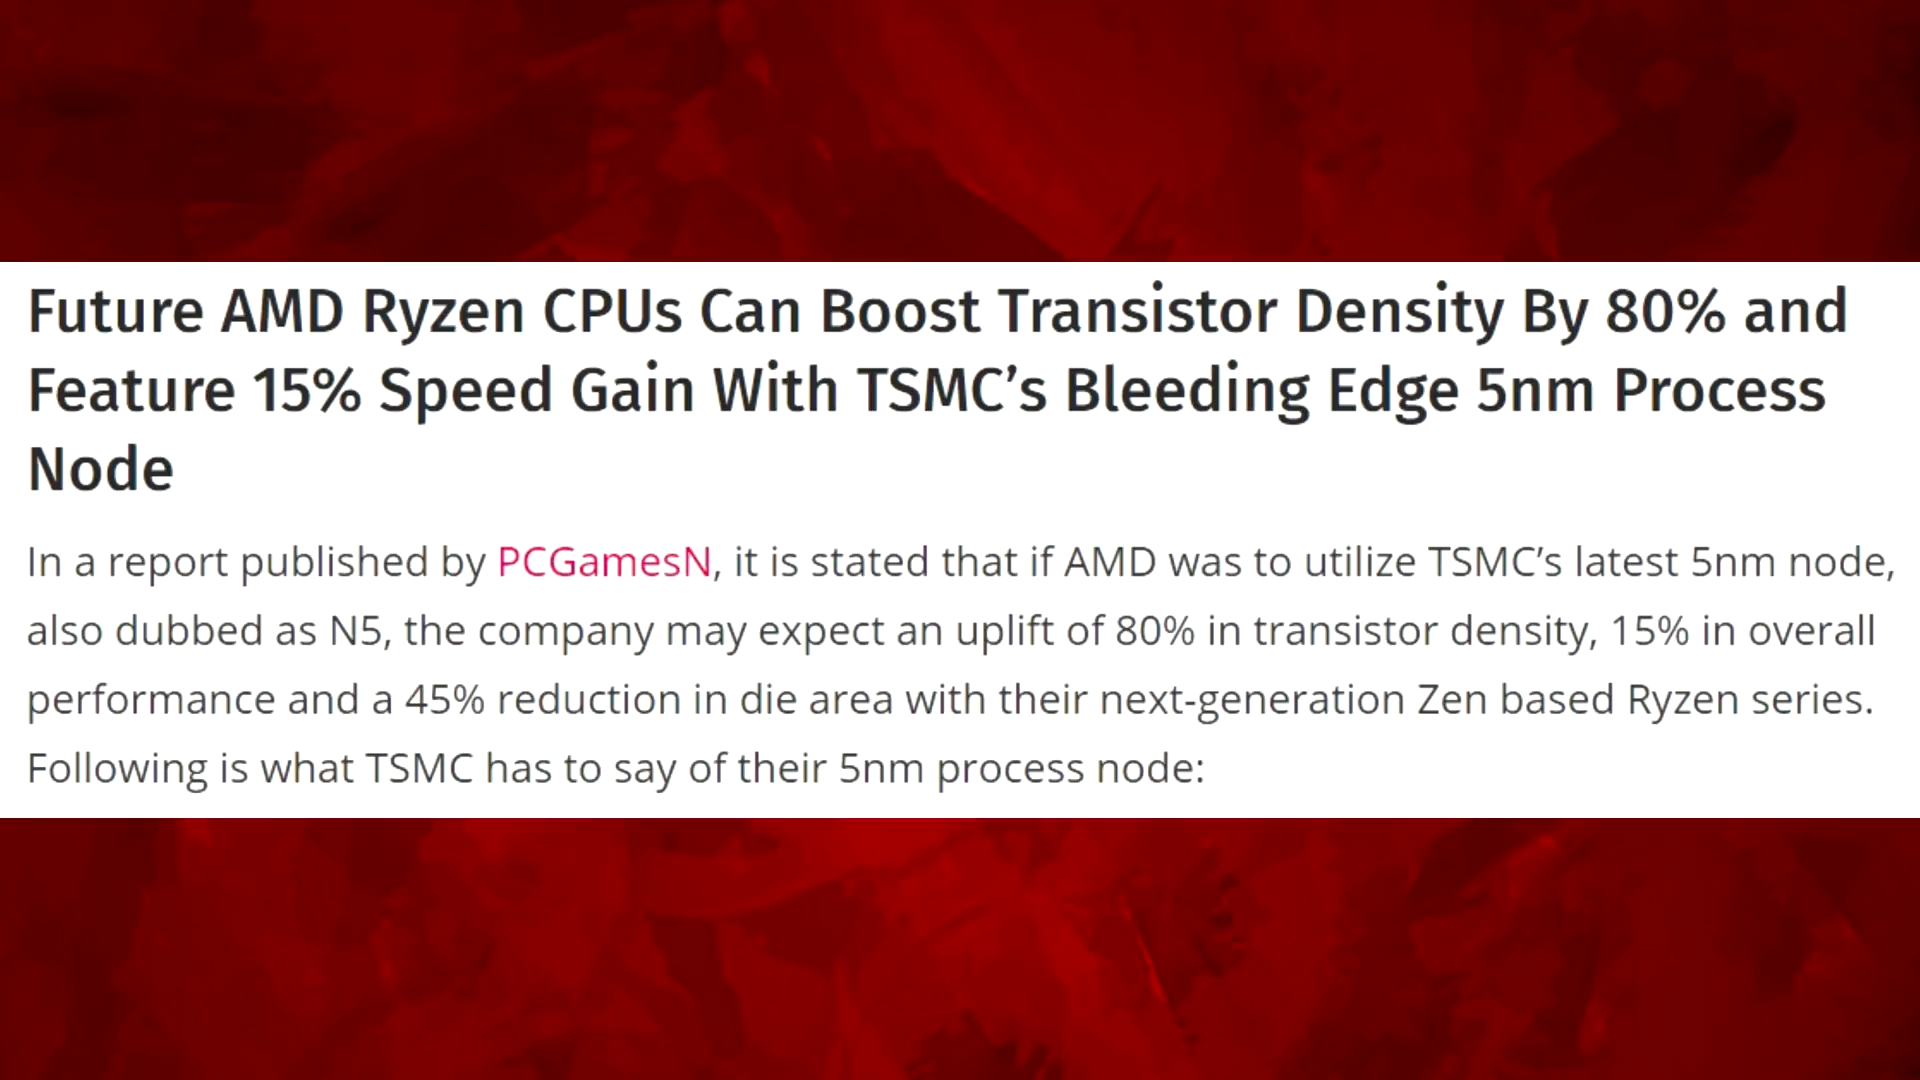 Future AMD Ryzen CPUs Can Boost Transistor Density By 80% and
Feature 15% Speed Gain With TSMC’s Bleeding Edge 5nm Process
Node
In a report published by PCGamesN, it is stated that if AMD was to utilize TSMC’s latest 5nm node,
also dubbed as N5, the company may expect an uplift of 80% in transistor density, 15% in overall
performance and a 45% reduction in die area with their next-generation Zen based Ryzen series.
Following is what TSMC has to say of their 5nm process node: